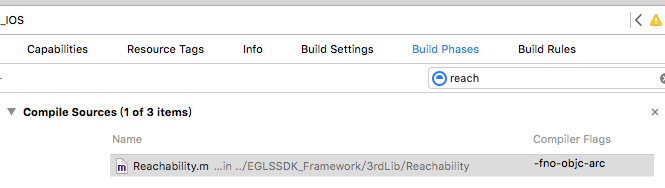 _IOS
Capabilities Resource Tags Info Build Settings Build Phases Build Rules
reach
Compile Sources (1 of 3 items)
Name Compiler Flags
Reachability.m ...in ../EGLSSDK_Framework/3rdLib/Reachability -fno-objc-arc